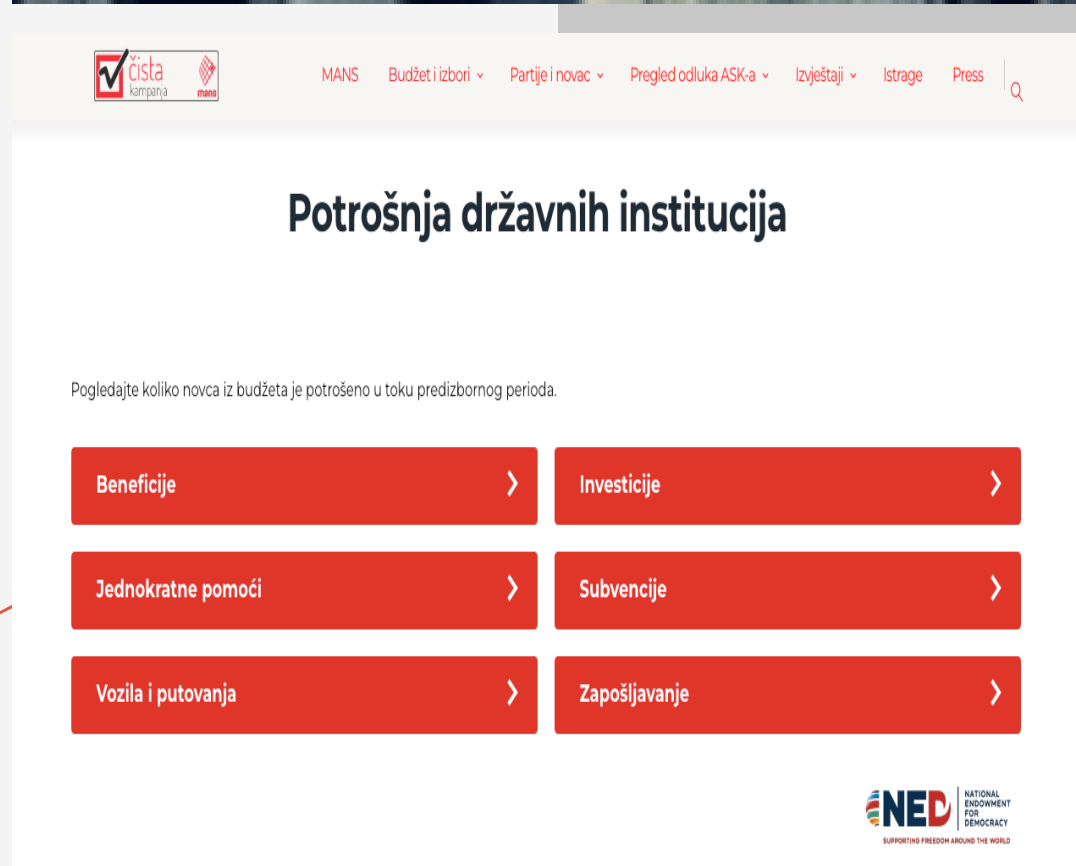 čista
kampanja
mans
MANS Budžet i izbori Partije i novac Pregled odluka ASK-a Izvještaji Istrage Press
Potrošnja državnih institucija
Pogledajte koliko novca iz budžeta je potrošeno u toku predizbornog perioda.
Beneficije
Investicije
Jednokratne pomoći
Subvencije
Vozila i putovanja
Zapošljavanje
NED
NATIONAL
ENDOWMENT
FOR
DEMOCRACY
SUPPORTING FREEDOM AROUND THE WORLD